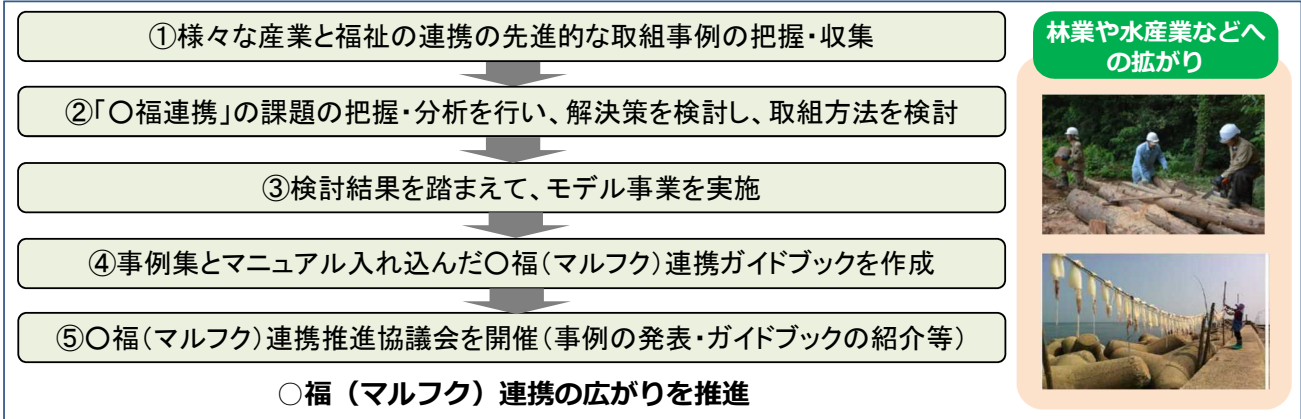 ①様々な産業と福祉の連携の先進的な取組事例の把握・収集
②「〇福連携」の課題の把握・分析を行い、解決策を検討し、取組方法を検討
③検討結果を踏まえて、モデル事業を実施
④事例集とマニュアル入れ込んだ〇福(マルフク)連携ガイドブックを作成
⑤〇福(マルフク)連携推進協議会を開催(事例の発表・ガイドブックの紹介等)
○福（マルフク）連携の広がりを推進
林業や水産業などへ
の拡がり